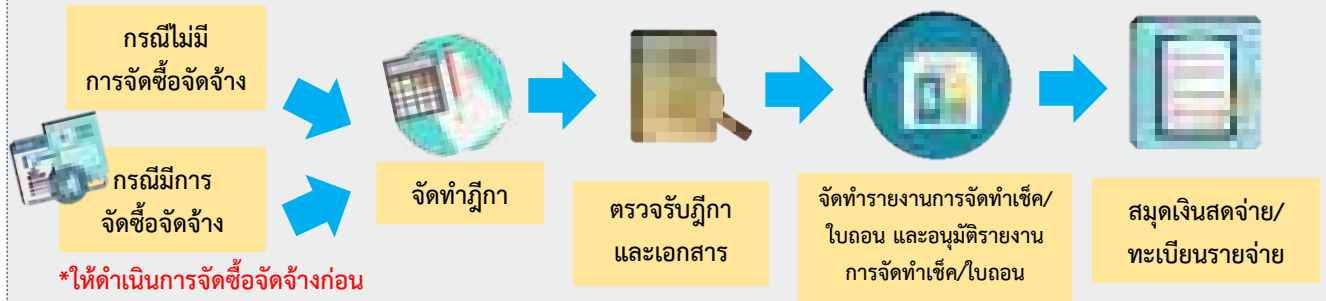 กรณีไม่มี
การจัดซื้อจัดจ้าง
กรณีมีการ
จัดซื้อจัดจ้าง
*ให้ดำเนินการจัดซื้อจัดจ้างก่อน
จัดทำฎีกา
ตรวจรับฎีกา
และเอกสาร
จัดทำรายงานการจัดทำเช็ค/
ใบถอน และอนุมัติรายงาน
การจัดทำเช็ค/ใบถอน
สมุดเงินสดจ่าย/
ทะเบียนรายจ่าย